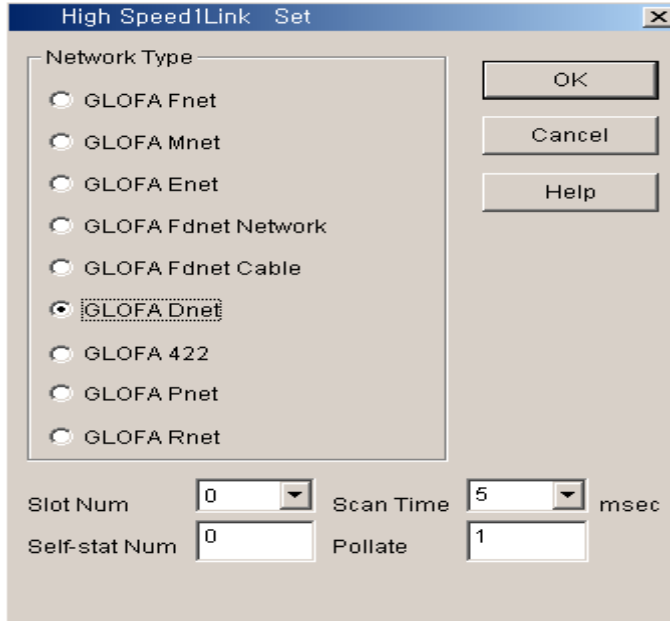 High Speed1Link Set
Network Type
GLOFA Fnet
GLOFA Mnet
GLOFA Enet
GLOFA Fdnet Network
GLOFA Fdnet Cable
GLOFA Dnet
GLOFA 422
GLOFA Pnet
GLOFA Rnet
OK
Cancel
Help
Slot Num 0 Scan Time 5 msec
Self-stat Num 0 Pollate 1